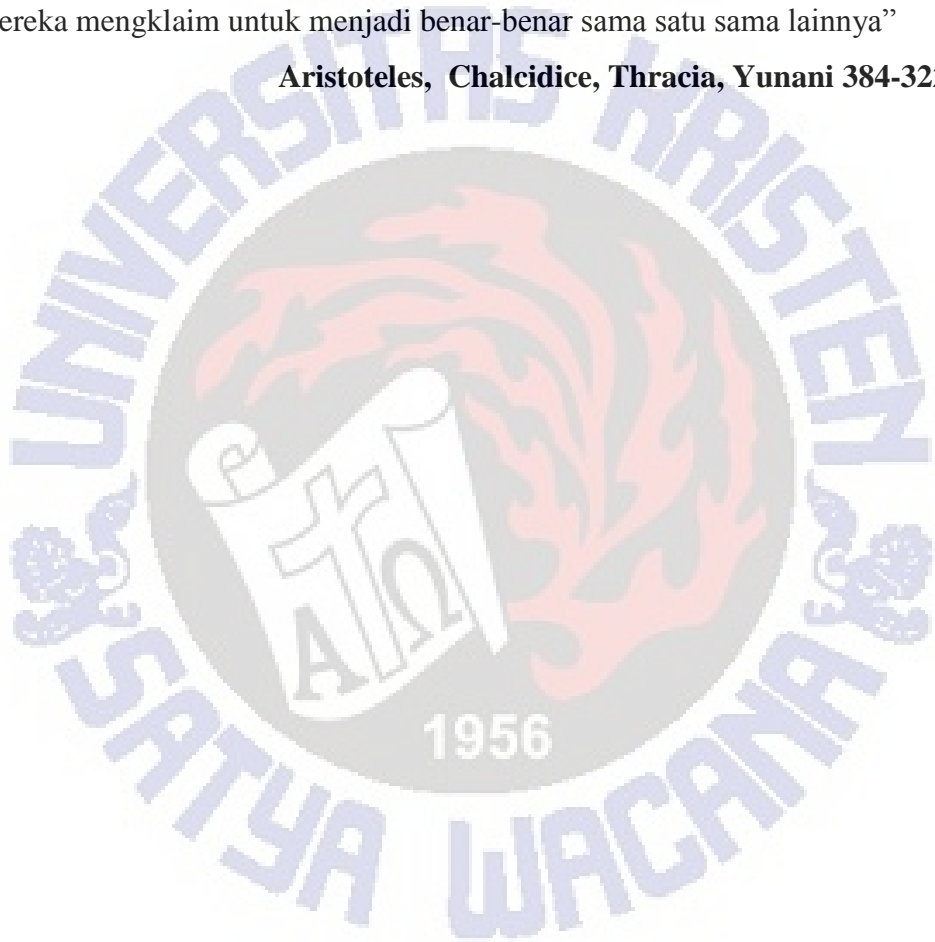 ereka mengklaim untuk menjadi benar-benar sama satu sama lainnya”
Aristoteles, Chalcidice, Thracia, Yunani 384-32
UNIVERSITAS KRISTEN
Α Ω
1956
SATYA WACANA